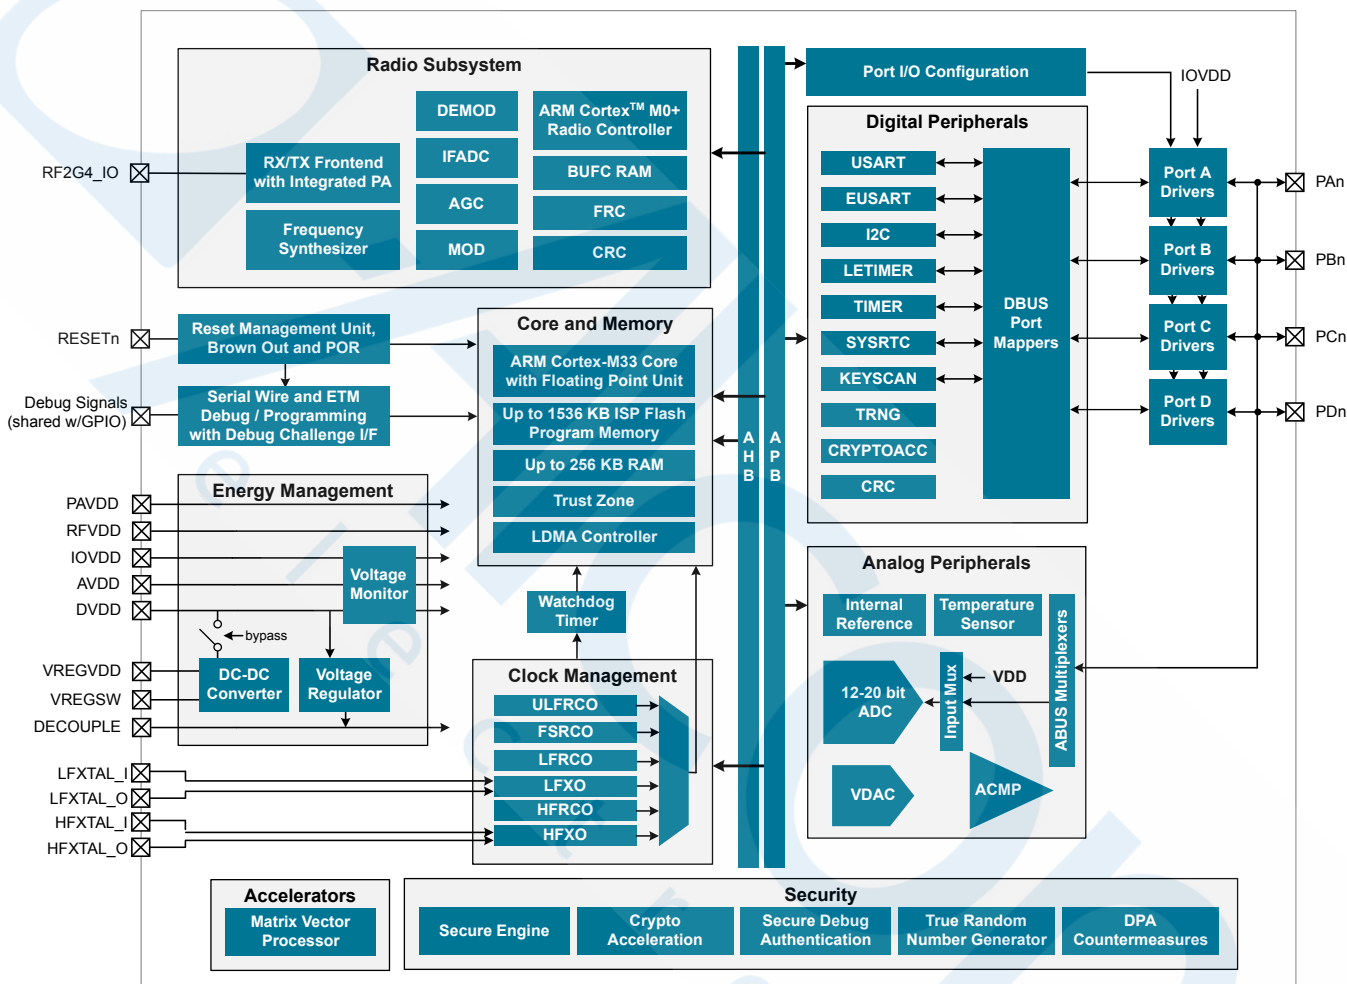 Radio Subsystem
RX/TX Frontend
with Integrated PA
Frequency
Synthesizer
DEMOD
IFADC
AGC
MOD
ARM Cortex™ M0+
Radio Controller
BUFC RAM
FRC
CRC
RF2G4_IO
RESETn
Reset Management Unit,
Brown Out and POR
Debug Signals
(shared w/GPIO)
Serial Wire and ETM
Debug / Programming
with Debug Challenge I/F
Core and Memory
ARM Cortex-M33 Core
with Floating Point Unit
Up to 1536 KB ISP Flash
Program Memory
Up to 256 KB RAM
Trust Zone
LDMA Controller
Energy Management
PAVDD
RFVDD
IOVDD
AVDD
DVDD
Voltage
Monitor
bypass
VREGVDD
VREGSW
DECOUPLE
DC-DC
Converter
Voltage
Regulator
Watchdog
Timer
Clock Management
ULFRCO
FSRCO
LFRCO
LFXO
HFRCO
HFXO
LFXTAL_I
LFXTAL_O
HFXTAL_I
HFXTAL_O
AHB
APB
Port I/O Configuration
IOVDD
Digital Peripherals
USART
EUSART
I2C
LETIMER
TIMER
SYSRTC
KEYSCAN
TRNG
CRYPTOACC
CRC
DBUS
Port
Mappers
Port A
Drivers
Port B
Drivers
Port C
Drivers
Port D
Drivers
PAn
PBn
PCn
PDn
Analog Peripherals
Internal
Reference
Temperature
Sensor
12-20 bit
ADC
Input Mux
VDD
ABUS Multiplexers
VDAC
ACMP
Accelerators
Matrix Vector
Processor
Security
Secure Engine
Crypto
Acceleration
Secure Debug
Authentication
True Random
Number Generator
DPA
Countermeasures